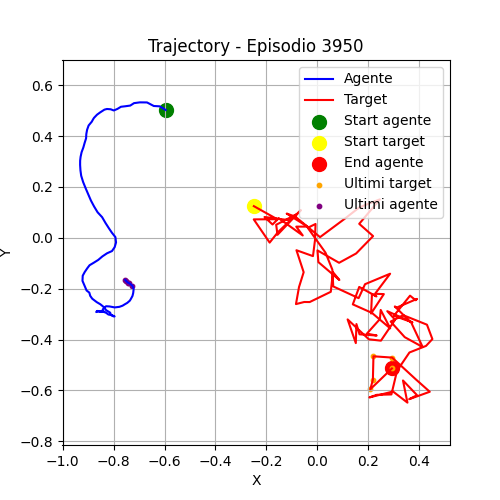 Trajectory - Episodio 3950
Agente
Target
Start agente
Start target
End agente
Ultimi target
Ultimi agente
Y
0.6
0.4
0.2
0.0
−0.2
−0.4
−0.6
−0.8
−1.0 −0.8 −0.6 −0.4 −0.2 0.0 0.2 0.4
X